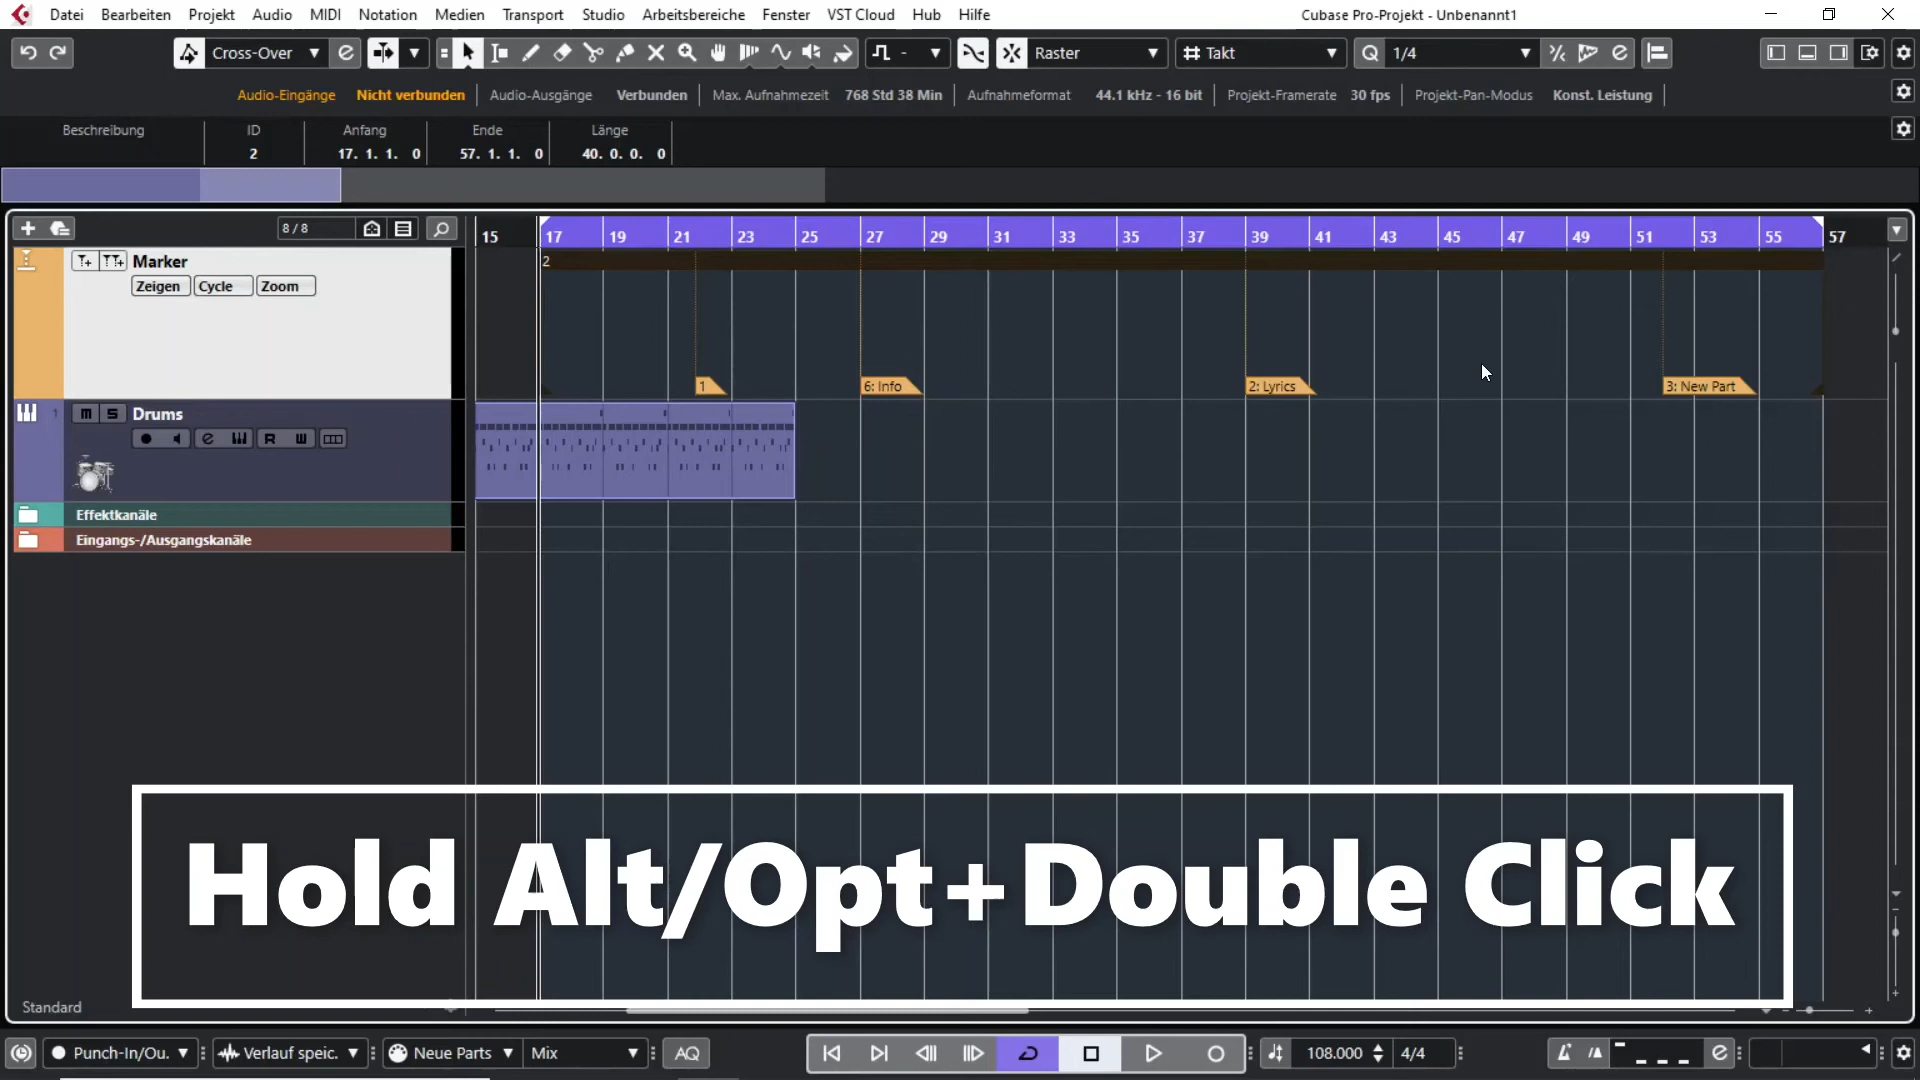 Datei Bearbeiten Projekt Audio MIDI Notation Medien Transport Studio Arbeitsbereiche Fenster VST Cloud Hub Hilfe Cubase Pro-Projekt - Unbenannt1
Cross-Over e Raster Takt Q 1/4 e
Audio-Eingänge Nicht verbunden Audio-Ausgänge Verbunden Max. Aufnahmezeit 768 Std 38 Min Aufnahmeformat 44.1 kHz - 16 bit Projekt-Framerate 30 fps Projekt-Pan-Modus Konst. Leistung
Beschreibung ID Anfang Ende Länge
2 17. 1. 1. 0 57. 1. 1. 0 40. 0. 0. 0
8 / 8 15 17 19 21 23 25 27 29 31 33 35 37 39 41 43 45 47 49 51 53 55 57
Marker 2
Zeigen Cycle Zoom
1 6: Info 2: Lyrics 3: New Part
1 m S Drums
e R W
Effektkanäle
Eingangs-/Ausgangskanäle
Hold Alt/Opt+Double Click
Standard
Punch-In/Ou. Verlauf speic. Neue Parts Mix AQ 108.000 4/4 e